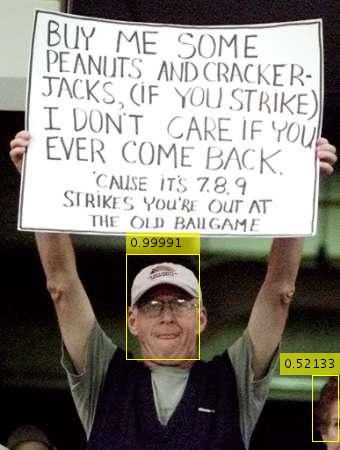 BUY ME SOME
PEANUTS AND CRACKER-
JACKS, (IF YOU STRIKE)
I DON'T CARE IF YOU
EVER COME BACK.
'CAUSE IT'S 7.8.9
STRIKES YOU'RE OUT AT
THE OLD BALLGAME
0.99991
0.52133